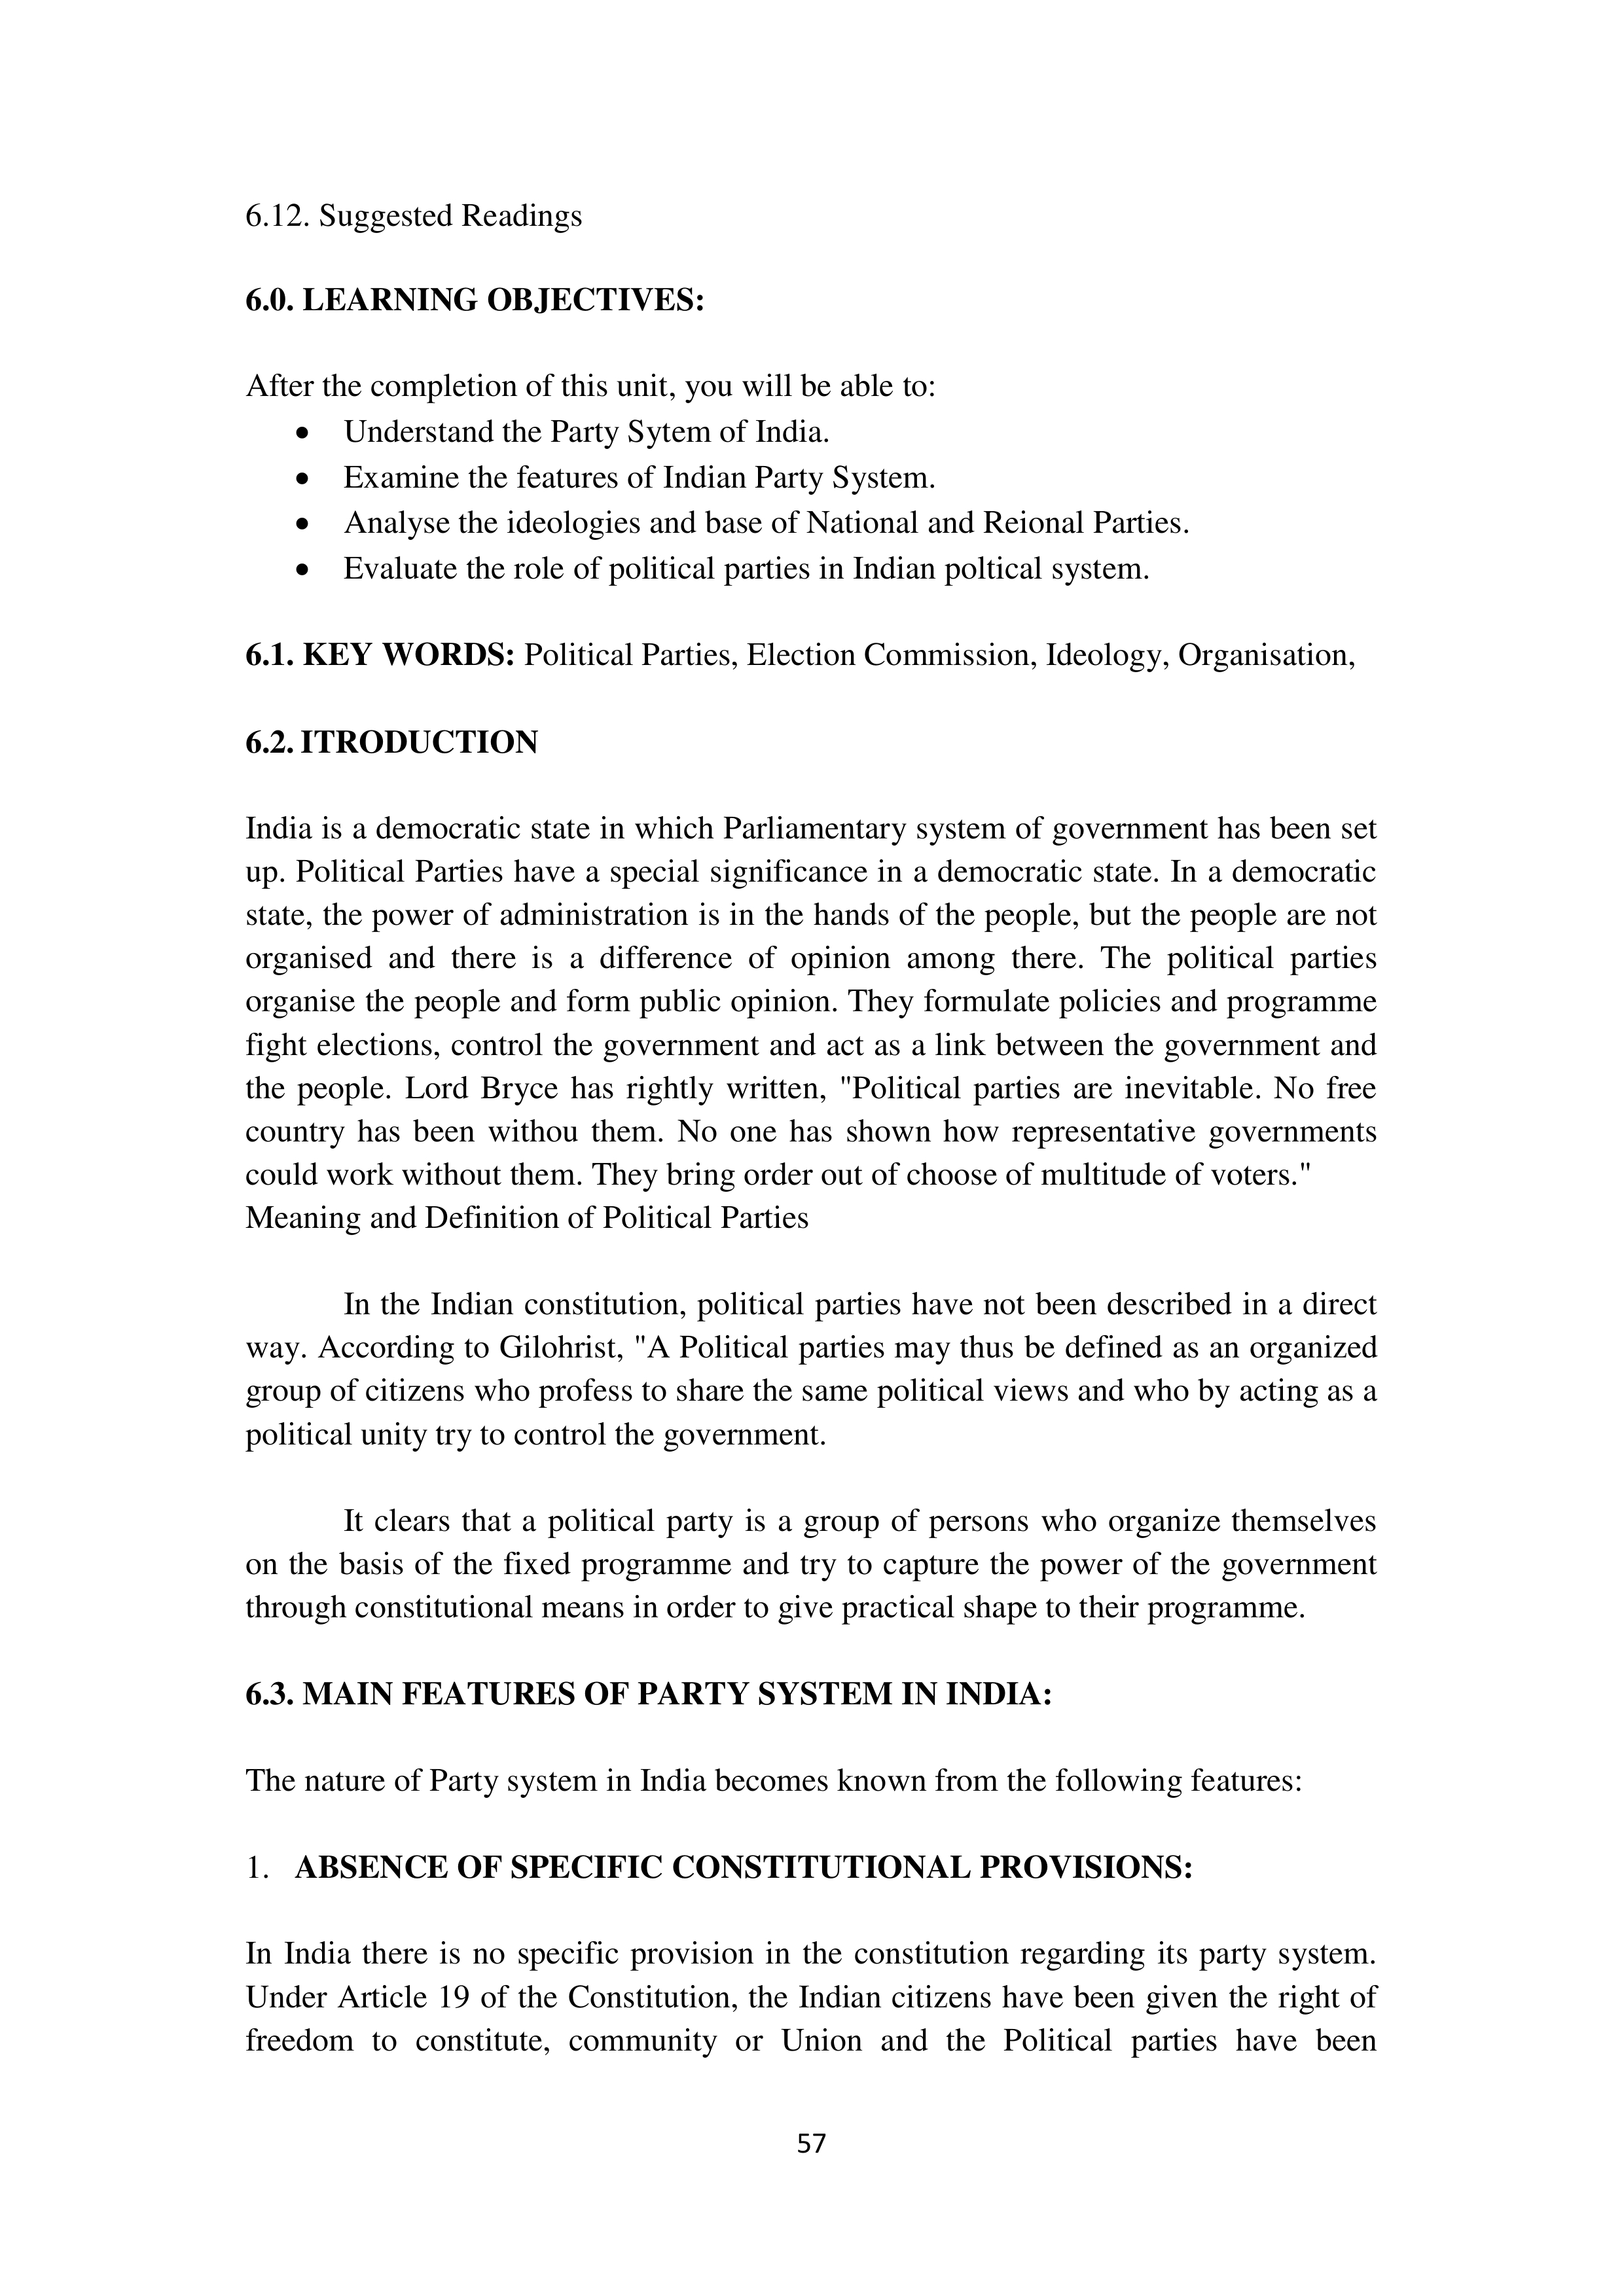 6.12. Suggested Readings
6.0. LEARNING OBJECTIVES:
After the completion of this unit, you will be able to:
• Understand the Party Sytem of India.
• Examine the features of Indian Party System.
• Analyse the ideologies and base of National and Reional Parties.
• Evaluate the role of political parties in Indian poltical system.
6.1. KEY WORDS: Political Parties, Election Commission, Ideology, Organisation,
6.2. ITRODUCTION
India is a democratic state in which Parliamentary system of government has been set
up. Political Parties have a special significance in a democratic state. In a democratic
state, the power of administration is in the hands of the people, but the people are not
organised and there is a difference of opinion among there. The political parties
organise the people and form public opinion. They formulate policies and programme
fight elections, control the government and act as a link between the government and
the people. Lord Bryce has rightly written, "Political parties are inevitable. No free
country has been withou them. No one has shown how representative governments
could work without them. They bring order out of choose of multitude of voters."
Meaning and Definition of Political Parties
In the Indian constitution, political parties have not been described in a direct
way. According to Gilohrist, "A Political parties may thus be defined as an organized
group of citizens who profess to share the same political views and who by acting as a
political unity try to control the government.
It clears that a political party is a group of persons who organize themselves
on the basis of the fixed programme and try to capture the power of the government
through constitutional means in order to give practical shape to their programme.
6.3. MAIN FEATURES OF PARTY SYSTEM IN INDIA:
The nature of Party system in India becomes known from the following features:
1. ABSENCE OF SPECIFIC CONSTITUTIONAL PROVISIONS:
In India there is no specific provision in the constitution regarding its party system.
Under Article 19 of the Constitution, the Indian citizens have been given the right of
freedom to constitute, community or Union and the Political parties have been
57